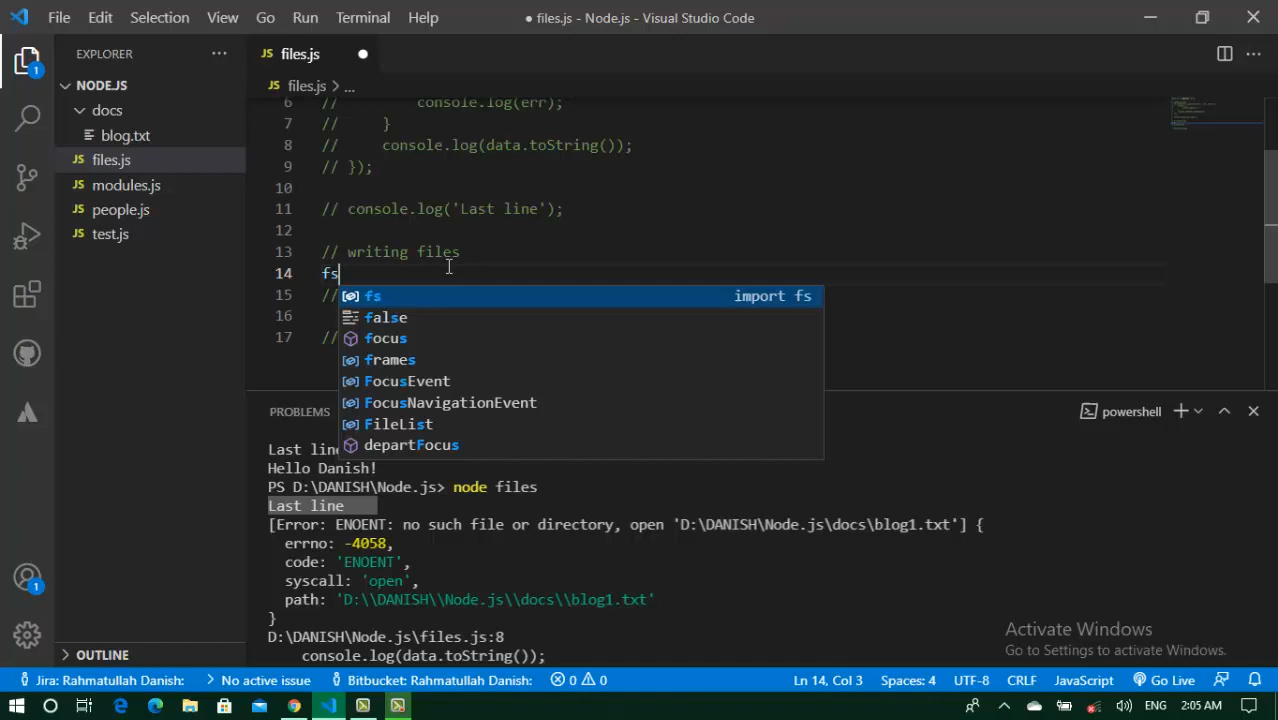 File Edit Selection View Go Run Terminal Help
● files.js - Node.js - Visual Studio Code
EXPLORER ···
1
NODE.JS
docs
blog.txt
JS files.js
JS modules.js
JS people.js
JS test.js
OUTLINE
1
JS files.js ●
JS files.js > ...
6 // console.log(err);
7 // }
8 // console.log(data.toString());
9 // });
10
11 // console.log('Last line');
12
13 // writing files
14 fs
15 //
16
17 //
fs import fs
false
focus
frames
FocusEvent
FocusNavigationEvent
FileList
departFocus
PROBLEMS
powershell
Last line
Hello Danish!
PS D:\DANISH\Node.js> node files
Last line
[Error: ENOENT: no such file or directory, open 'D:\DANISH\Node.js\docs\blog1.txt'] {
errno: -4058,
code: 'ENOENT',
syscall: 'open',
path: 'D:\\DANISH\\Node.js\\docs\\blog1.txt'
}
D:\DANISH\Node.js\files.js:8
console.log(data.toString());
Activate Windows
Go to Settings to activate Windows.
Jira: Rahmatullah Danish: > No active issue Bitbucket: Rahmatullah Danish: 0 0 Ln 14, Col 3 Spaces: 4 UTF-8 CRLF JavaScript Go Live
ENG 2:05 AM